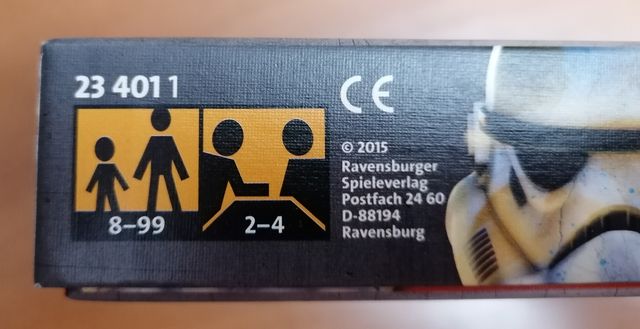 23 401 1
8-99
2-4
CE
© 2015
Ravensburger
Spieleverlag
Postfach 24 60
D-88194
Ravensburg